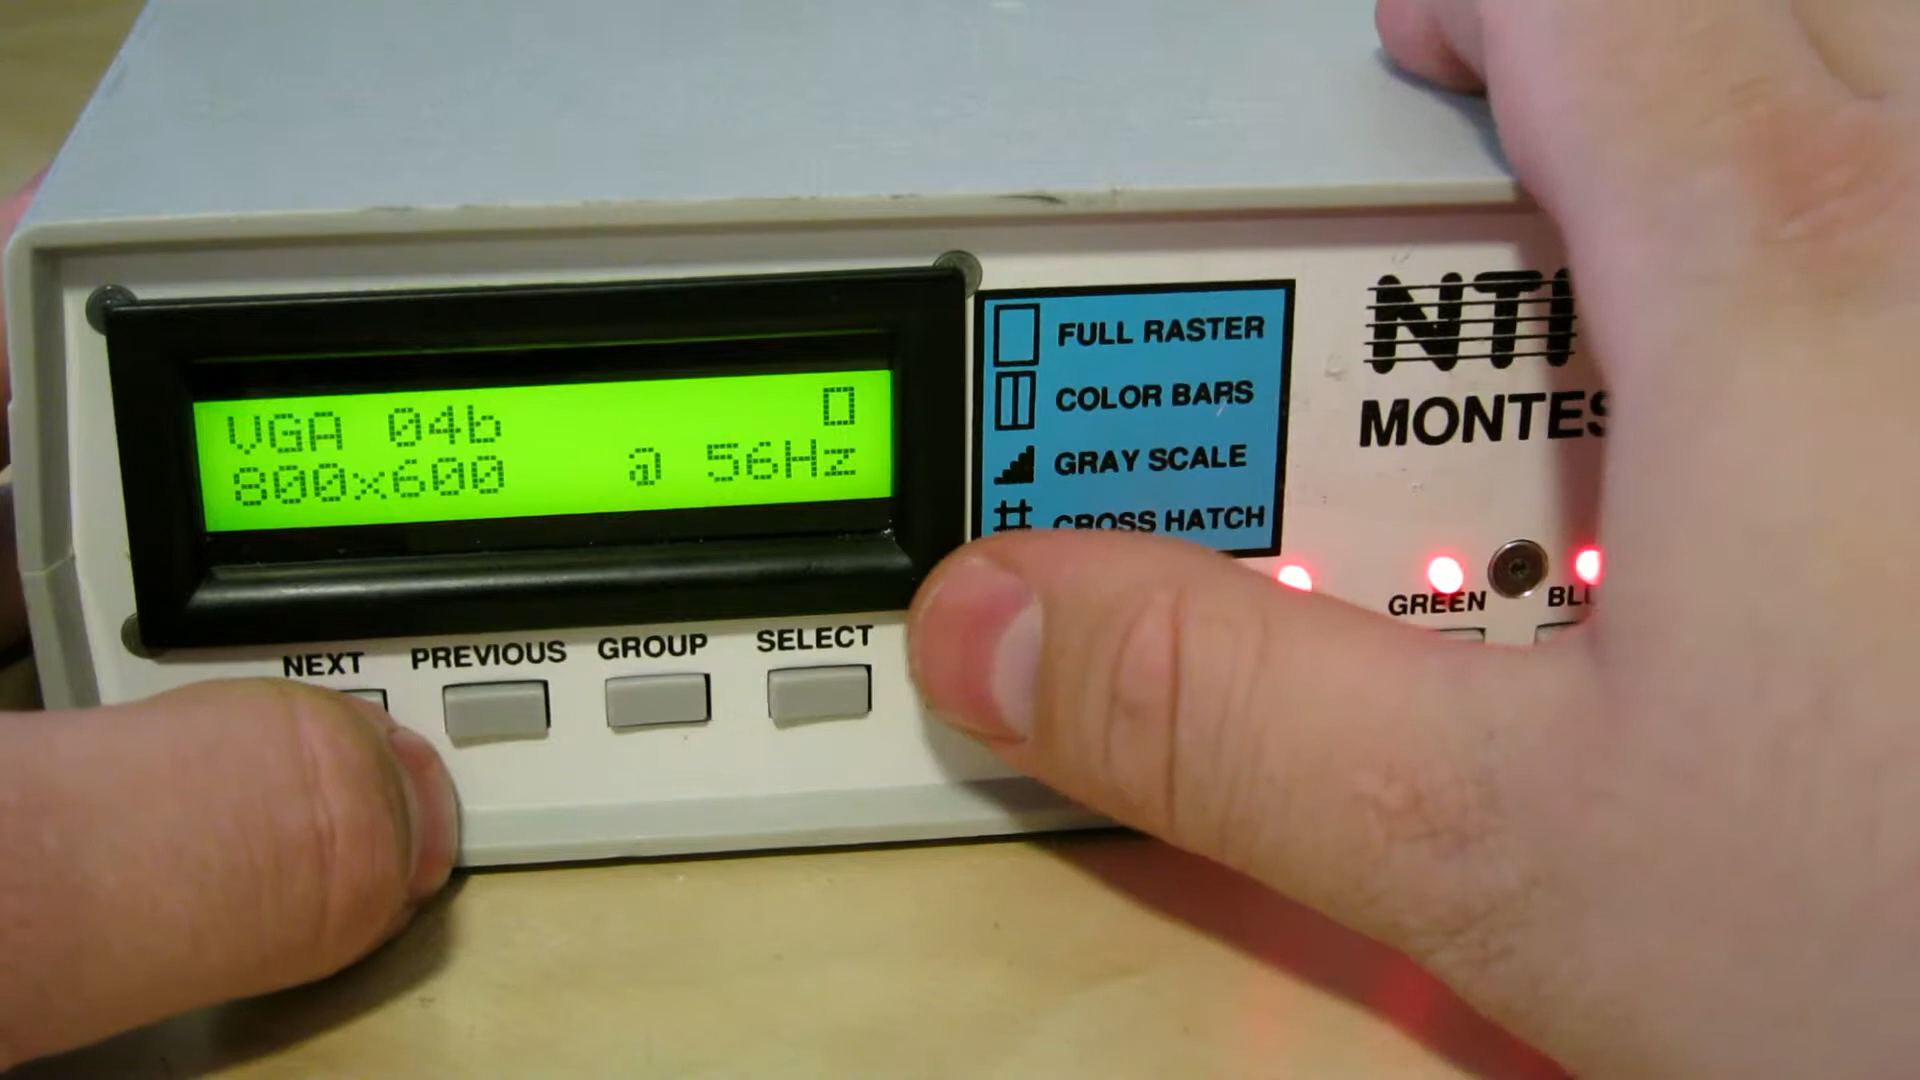 VGA 04b
800x600 @ 56Hz
FULL RASTER
COLOR BARS
GRAY SCALE
CROSS HATCH
NTI
MONTES
GREEN
BLU
NEXT
PREVIOUS
GROUP
SELECT